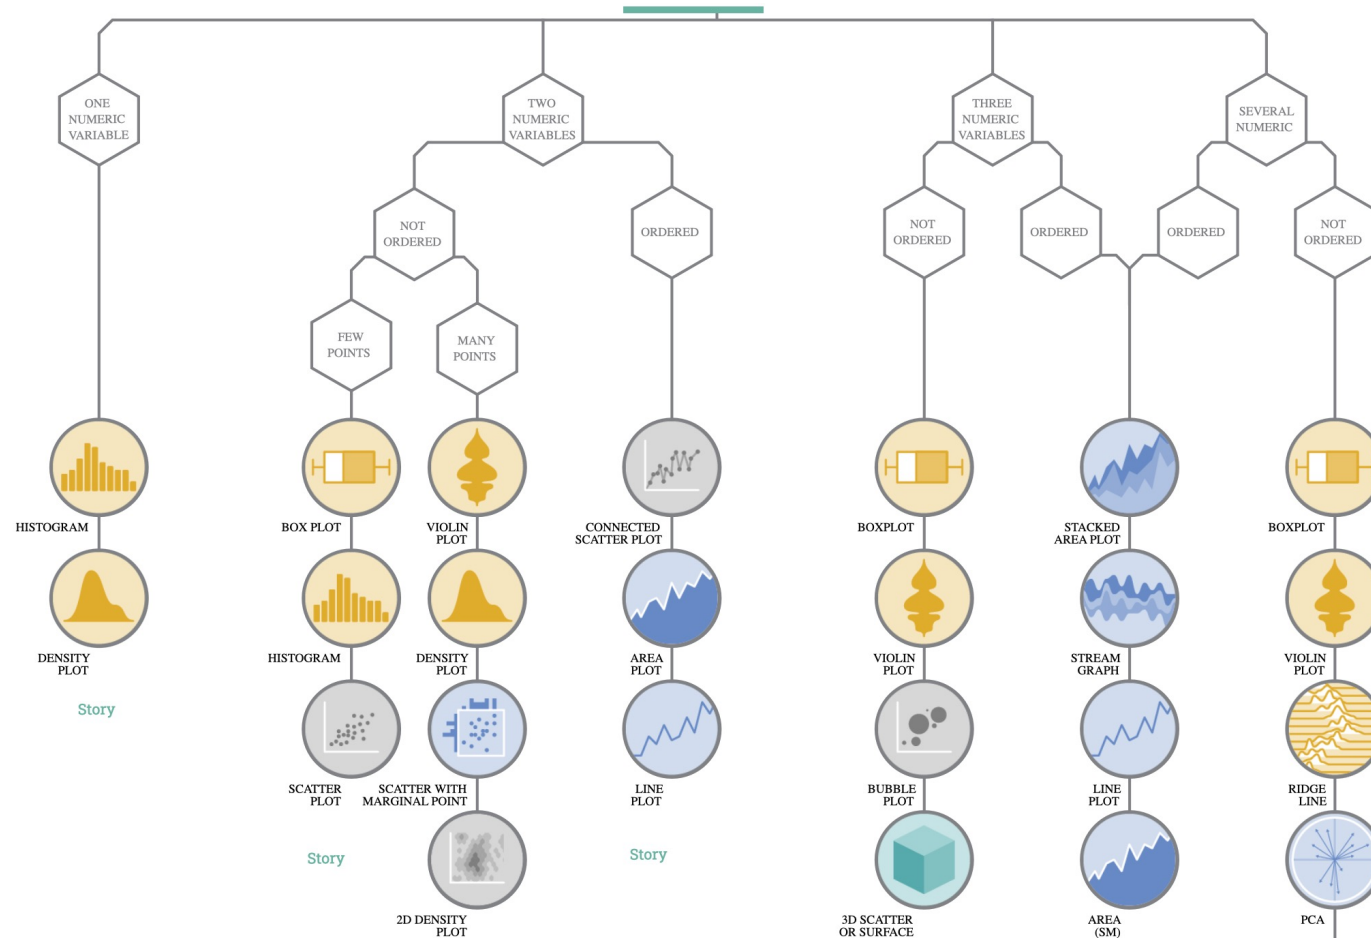 ONE
NUMERIC
VARIABLE
TWO
NUMERIC
VARIABLES
THREE
NUMERIC
VARIABLES
SEVERAL
NUMERIC
NOT
ORDERED
ORDERED
NOT
ORDERED
ORDERED
ORDERED
NOT
ORDERED
FEW
POINTS
MANY
POINTS
HISTOGRAM
BOX PLOT
VIOLIN
PLOT
CONNECTED
SCATTER PLOT
BOXPLOT
STACKED
AREA PLOT
BOXPLOT
DENSITY
PLOT
HISTOGRAM
DENSITY
PLOT
AREA
PLOT
VIOLIN
PLOT
STREAM
GRAPH
VIOLIN
PLOT
Story
SCATTER
PLOT
SCATTER WITH
MARGINAL POINT
LINE
PLOT
BUBBLE
PLOT
LINE
PLOT
RIDGE
LINE
Story
Story
2D DENSITY
PLOT
3D SCATTER
OR SURFACE
AREA
(SM)
PCA